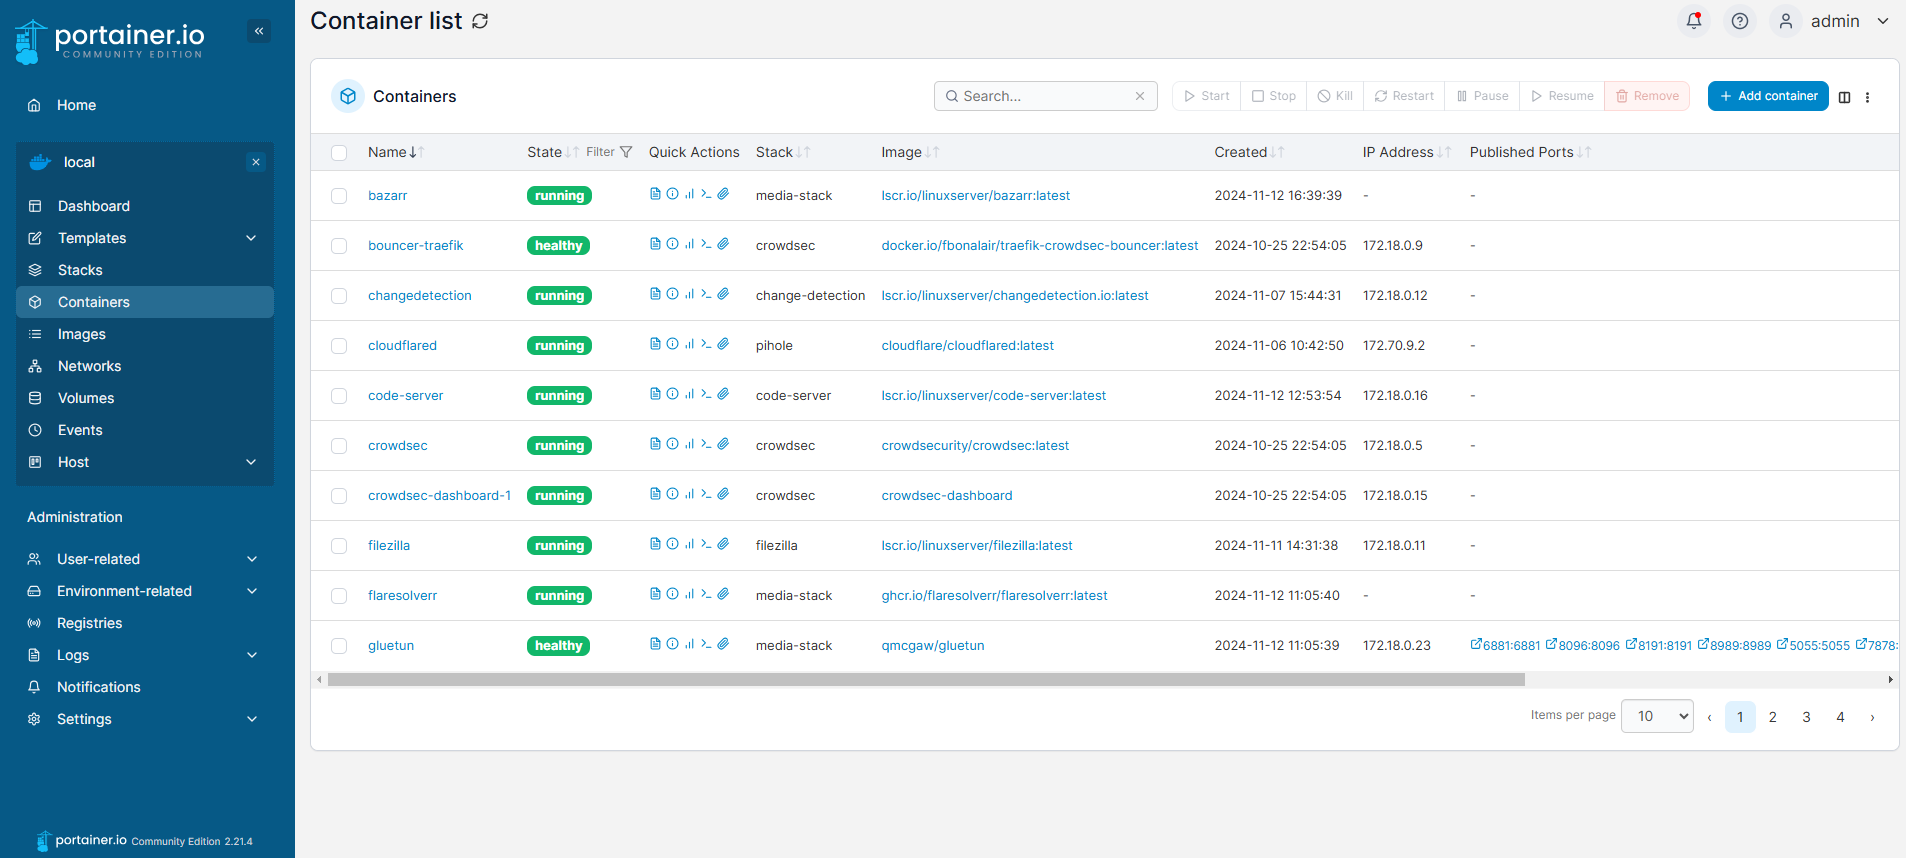 portainer.io
COMMUNITY EDITION
«
Home
local
Dashboard
Templates
Stacks
Containers
Images
Networks
Volumes
Events
Host
Administration
User-related
Environment-related
Registries
Logs
Notifications
Settings
portainer.io Community Edition 2.21.4
Container list
admin
Containers
Search...
Start Stop Kill Restart Pause Resume Remove
Add container
Name State Filter Quick Actions Stack Image Created IP Address Published Ports
bazarr running media-stack lscr.io/linuxserver/bazarr:latest 2024-11-12 16:39:39 - -
bouncer-traefik healthy crowdsec docker.io/fbonalair/traefik-crowdsec-bouncer:latest 2024-10-25 22:54:05 172.18.0.9 -
changedetection running change-detection lscr.io/linuxserver/changedetection.io:latest 2024-11-07 15:44:31 172.18.0.12 -
cloudflared running pihole cloudflare/cloudflared:latest 2024-11-06 10:42:50 172.70.9.2 -
code-server running code-server lscr.io/linuxserver/code-server:latest 2024-11-12 12:53:54 172.18.0.16 -
crowdsec running crowdsec crowdsecurity/crowdsec:latest 2024-10-25 22:54:05 172.18.0.5 -
crowdsec-dashboard-1 running crowdsec crowdsec-dashboard 2024-10-25 22:54:05 172.18.0.15 -
filezilla running filezilla lscr.io/linuxserver/filezilla:latest 2024-11-11 14:31:38 172.18.0.11 -
flaresolverr running media-stack ghcr.io/flaresolverr/flaresolverr:latest 2024-11-12 11:05:40 - -
gluetun healthy media-stack qmcgaw/gluetun 2024-11-12 11:05:39 172.18.0.23 6881:6881 8096:8096 8191:8191 8989:8989 5055:5055 7878:
Items per page 10 ‹ 1 2 3 4 ›